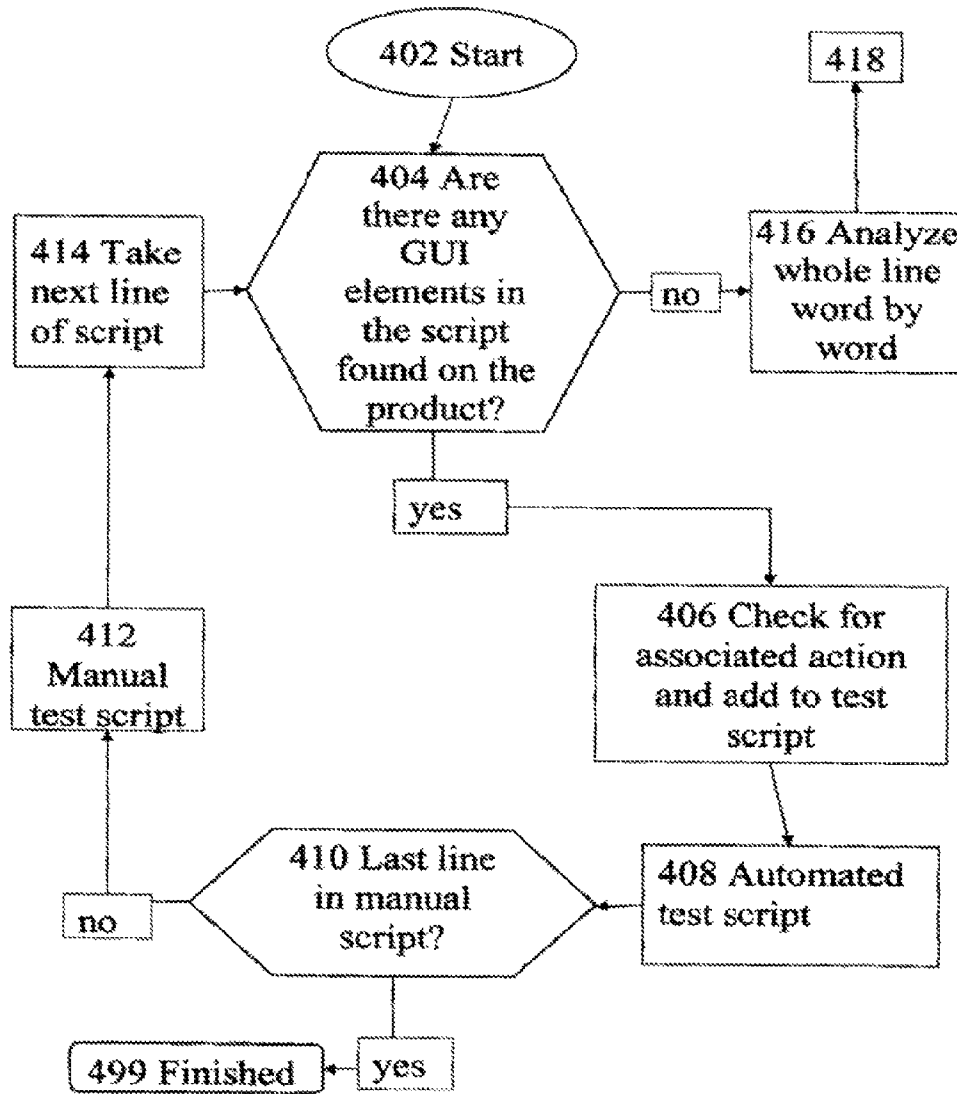 402 Start
418
404 Are
there any
GUI
elements in
the script
found on the
product?
414 Take
next line
of script
no
416 Analyze
whole line
word by
word
yes
406 Check for
associated action
and add to test
script
412
Manual
test script
410 Last line
in manual
script?
408 Automated
test script
no
yes
499 Finished